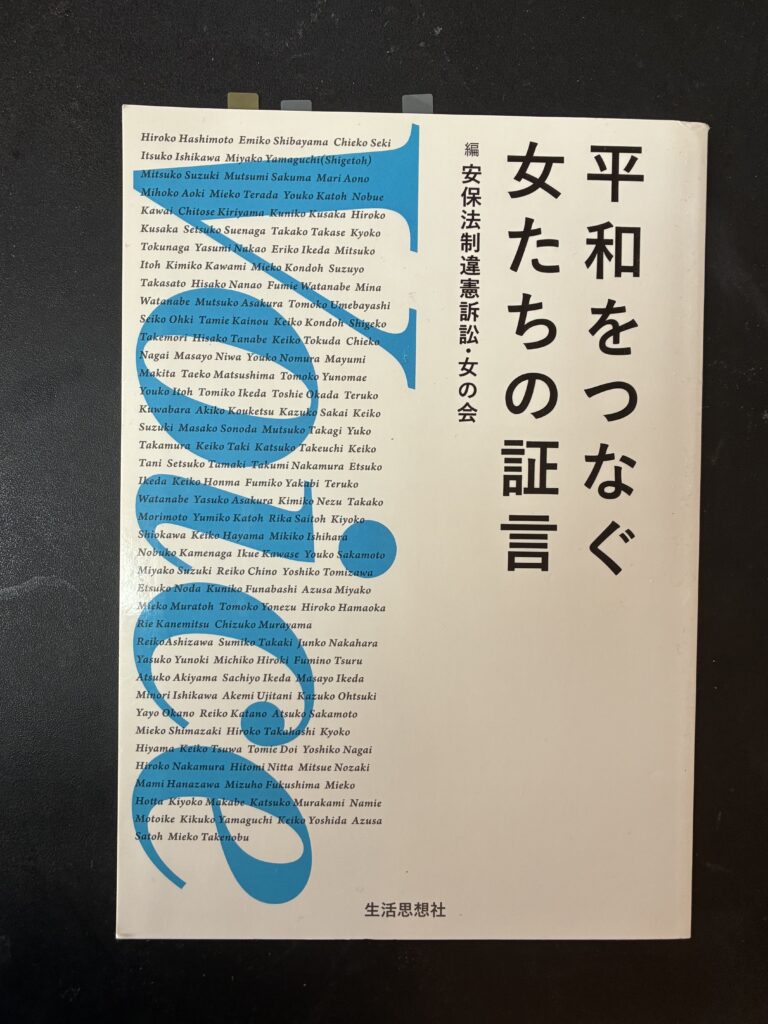 平和をつなぐ
女たちの証言
編 安保法制違憲訴訟・女の会
Voice
Hiroko Hashimoto Emiko Shibayama Chieko Seki
Itsuko Ishikawa Miyako Yamaguchi(Shigetoh)
Mitsuko Suzuki Mutsumi Sakuma Mari Aono
Mihoko Aoki Mieko Terada Youko Katoh Nobue
Kawai Chitose Kiriyama Kuniko Kusaka Hiroko
Kusaka Setsuko Suenaga Takako Takase Kyoko
Tokunaga Yasumi Nakao Eriko Ikeda Mitsuko
Itoh Kimiko Kawami Mieko Kondoh Suzuyo
Takasato Hisako Nanao Fumie Watanabe Mina
Watanabe Mutsuko Asakura Tomoko Umebayashi
Seiko Ohki Tamie Kainou Keiko Kondoh Shigeko
Takemori Hisako Tanabe Keiko Tokuda Chieko
Nagai Masayo Niwa Youko Nomura Mayumi
Makita Taeko Matsushima Tomoko Yunomae
Youko Itoh Tomiko Ikeda Toshie Okada Teruko
Kuwabara Akiko Kouketsu Kazuko Sakai Keiko
Suzuki Masako Sonoda Mutsuko Takagi Yuko
Takamura Keiko Taki Katsuko Takeuchi Keiko
Tani Setsuko Tamaki Takumi Nakamura Etsuko
Ikeda Keiko Honma Fumiko Yakabi Teruko
Watanabe Yasuko Asakura Kimiko Nezu Takako
Morimoto Yumiko Katoh Rika Saitoh Kiyoko
Shiokawa Keiko Hayama Mikiko Ishihara
Nobuko Kamenaga Ikue Kawase Youko Sakamoto
Miyako Suzuki Reiko Chino Yoshiko Tomizawa
Etsuko Noda Kuniko Funabashi Azusa Miyako
Mieko Muratoh Tomoko Yonezu Hiroko Hamaoka
Rie Kanemitsu Chizuko Murayama
ReikoAshizawa Sumiko Takaki Junko Nakahara
Yasuko Yunoki Michiko Hiroki Fumino Tsuru
Atsuko Akiyama Sachiyo Ikeda Masayo Ikeda
Minori Ishikawa Akemi Ujitani Kazuko Ohtsuki
Yayo Okano Reiko Katano Atsuko Sakamoto
Mieko Shimazaki Hiroko Takahashi Kyoko
Hiyama Keiko Tsuwa Tomie Doi Yoshiko Nagai
Hiroko Nakamura Hitomi Nitta Mitsue Nozaki
Mami Hanazawa Mizuho Fukushima Mieko
Hotta Kiyoko Makabe Katsuko Murakami Namie
Motoike Kikuko Yamaguchi Keiko Yoshida Azusa
Satoh Mieko Takenobu
生活思想社